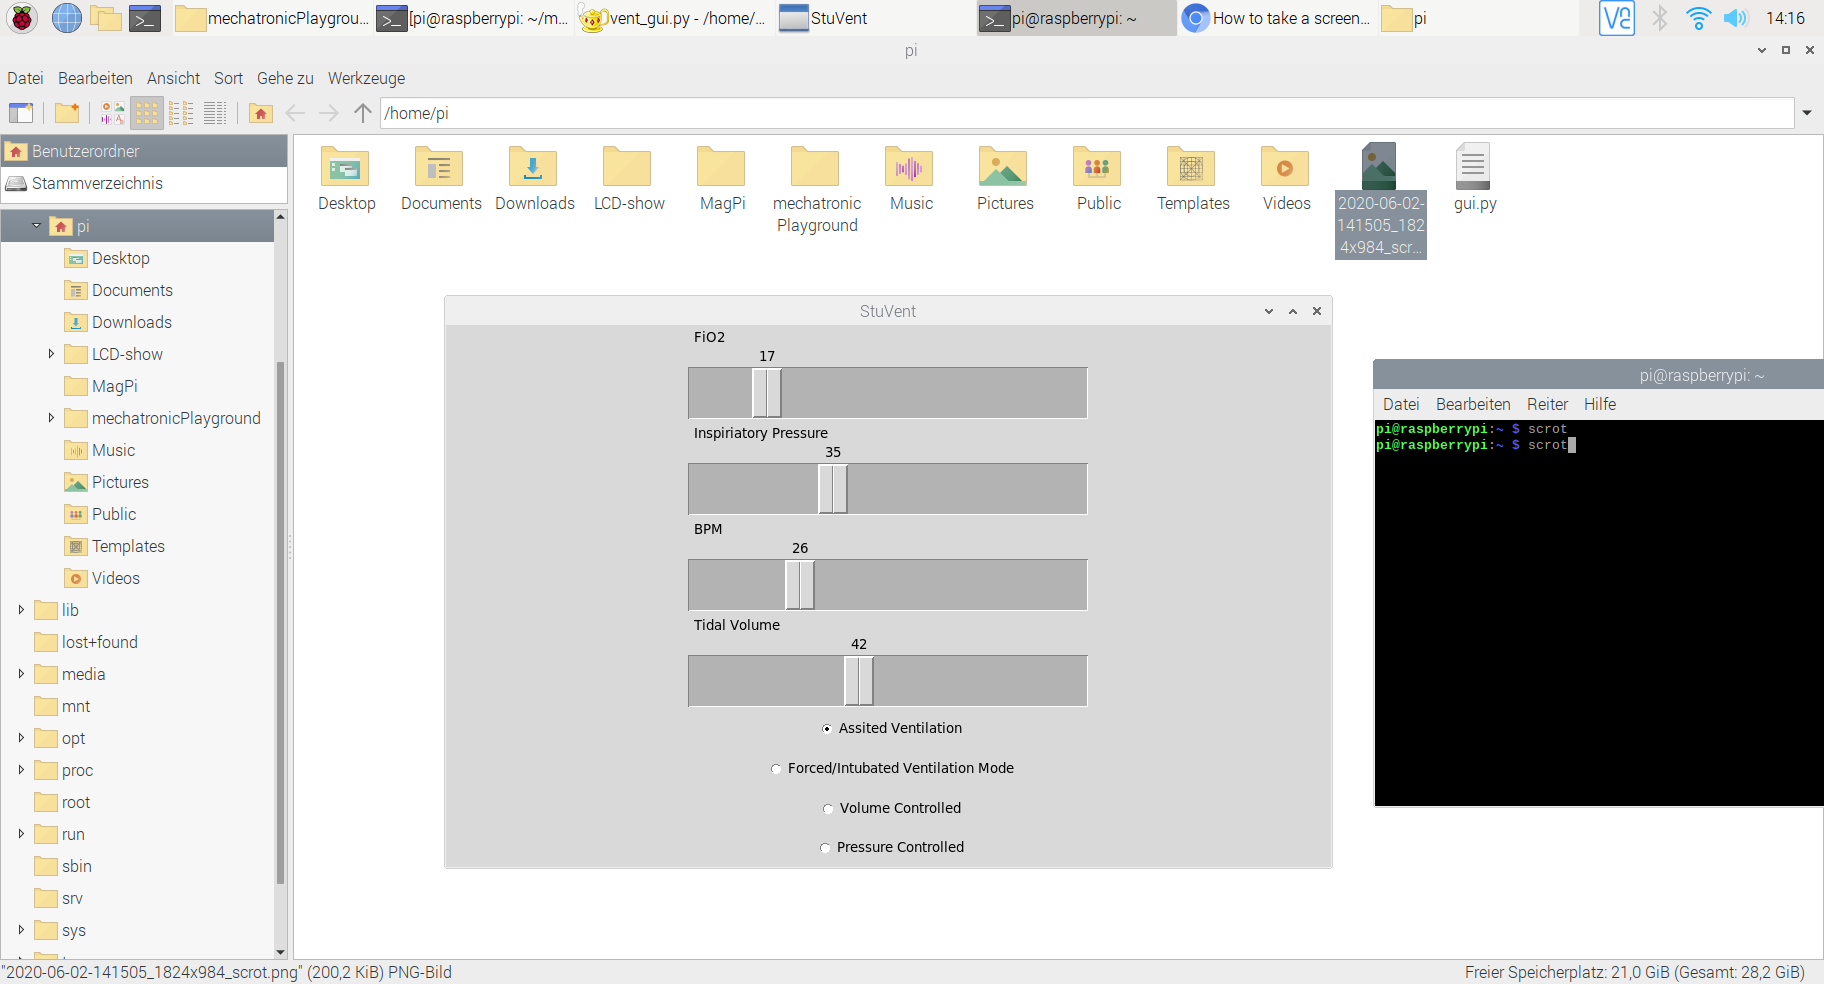 mechatronicPlaygrou...
[pi@raspberrypi: ~/m...
vent_gui.py - /home/...
StuVent
pi@raspberrypi: ~
How to take a screen...
pi
14:16
pi
Datei Bearbeiten Ansicht Sort Gehe zu Werkzeuge
/home/pi
Benutzerordner
Stammverzeichnis
pi
Desktop
Documents
Downloads
LCD-show
MagPi
mechatronicPlayground
Music
Pictures
Public
Templates
Videos
lib
lost+found
media
mnt
opt
proc
root
run
sbin
srv
sys
Desktop
Documents
Downloads
LCD-show
MagPi
mechatronic
Playground
Music
Pictures
Public
Templates
Videos
2020-06-02-
141505_182
4x984_scr...
gui.py
StuVent
FiO2
17
Inspiriatory Pressure
35
BPM
26
Tidal Volume
42
Assited Ventilation
Forced/Intubated Ventilation Mode
Volume Controlled
Pressure Controlled
pi@raspberrypi: ~
Datei Bearbeiten Reiter Hilfe
pi@raspberrypi:~ $ scrot
pi@raspberrypi:~ $ scrot
"2020-06-02-141505_1824x984_scrot.png" (200,2 KiB) PNG-Bild
Freier Speicherplatz: 21,0 GiB (Gesamt: 28,2 GiB)